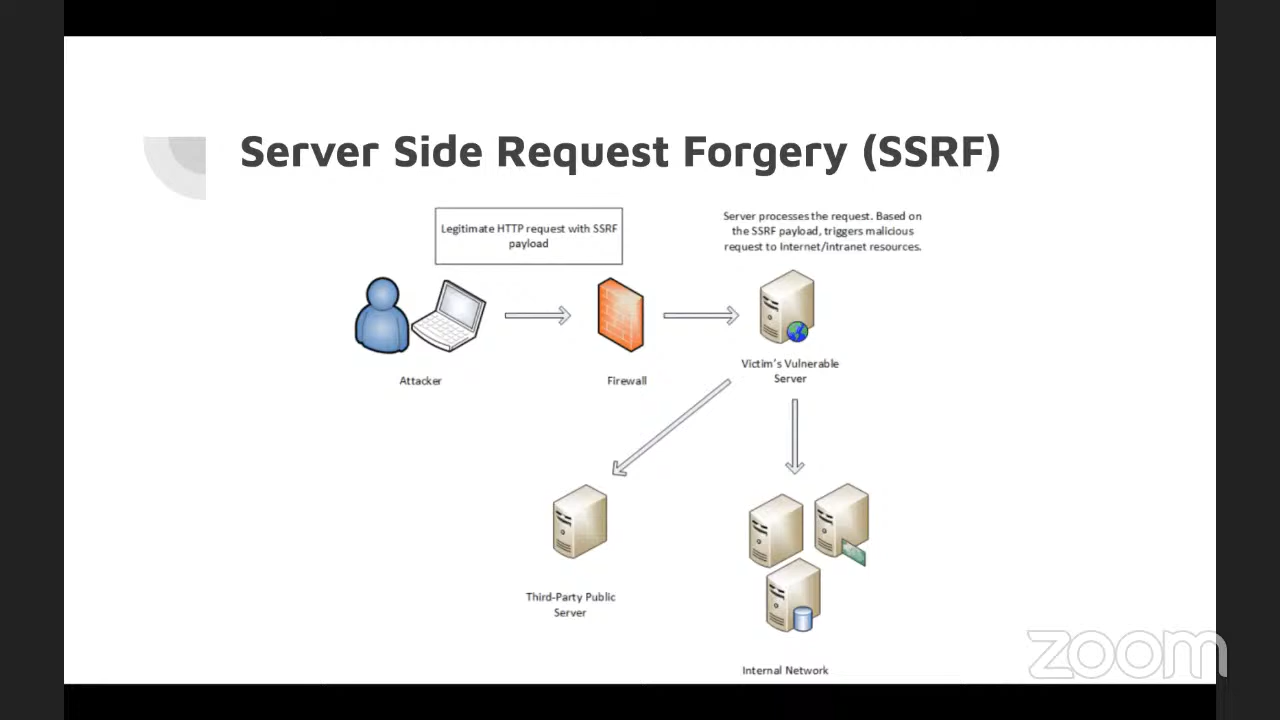 Server Side Request Forgery (SSRF)
Legitimate HTTP request with SSRF
payload
Server processes the request. Based on
the SSRF payload, triggers malicious
request to Internet/intranet resources.
Attacker
Firewall
Victim's Vulnerable
Server
Third-Party Public
Server
Internal Network
zoom